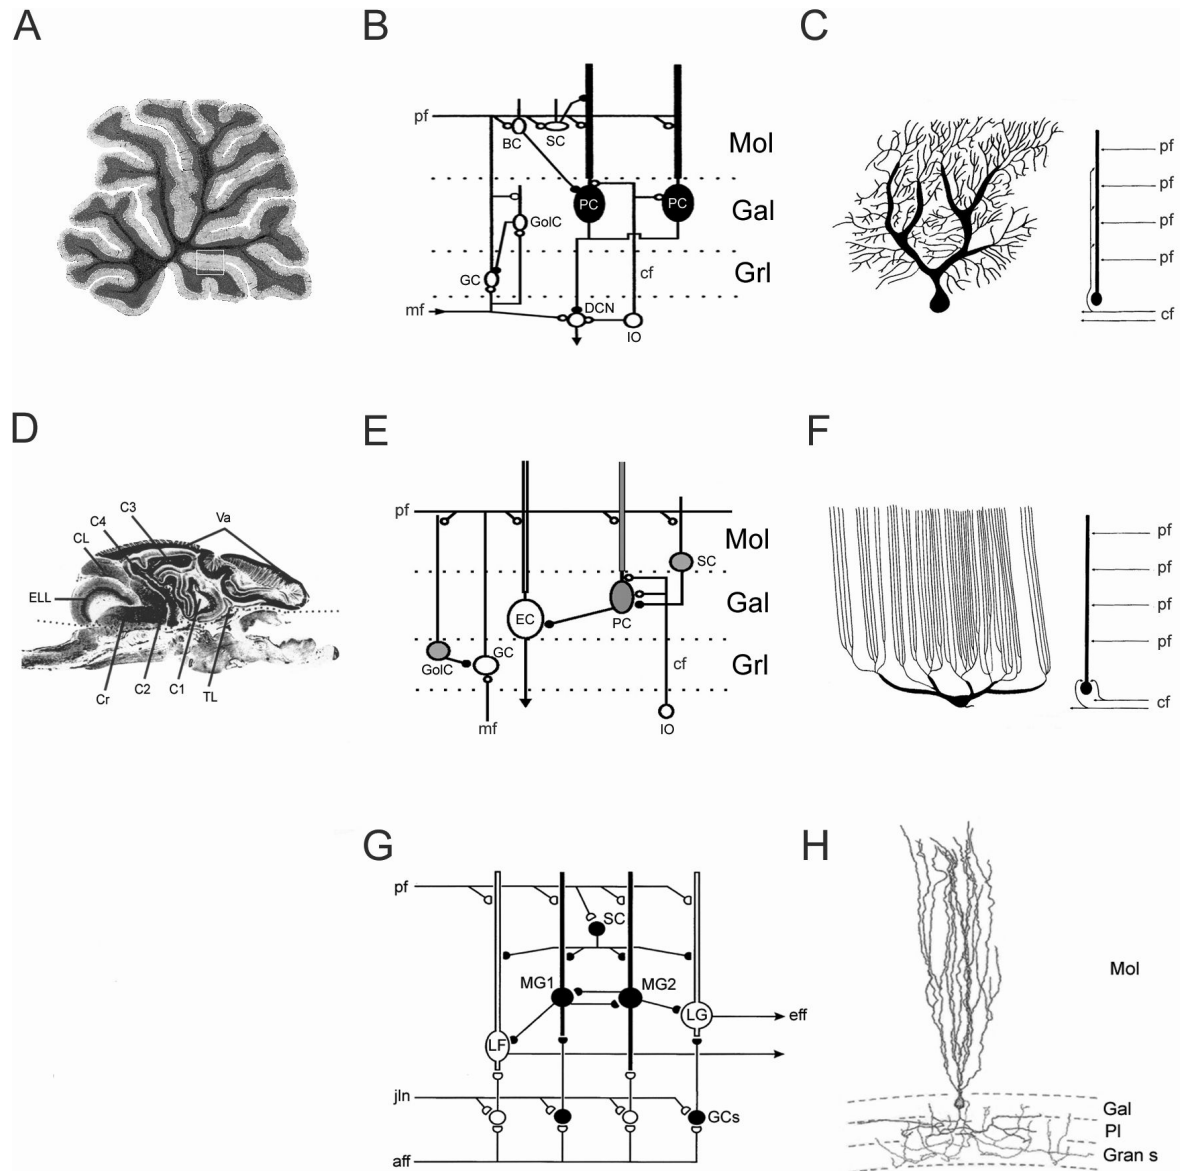 A
B
C
pf
BC
SC
Mol
PC
PC
Gal
GolC
GC
cf
Grl
mf
DCN
IO
pf
pf
pf
pf
cf
D
E
F
C3
C4
Va
CL
ELL
Cr
C2
C1
TL
pf
Mol
SC
EC
PC
Gal
GolC
GC
cf
Grl
mf
IO
pf
pf
pf
pf
cf
G
H
pf
SC
MG1
MG2
LG
eff
LF
jln
GCs
aff
Mol
Gal
Pl
Gran s